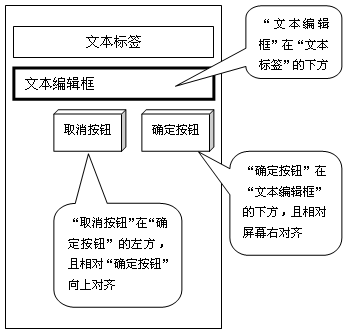 文本标签
文本编辑框
取消按钮
确定按钮
“文本编辑
框”在“文本
标签”的下方
“确定按钮”在
“文本编辑框”
的下方，且相对
屏幕右对齐
“取消按钮”在“确
定按钮”的左方，
且相对“确定按钮”
向上对齐